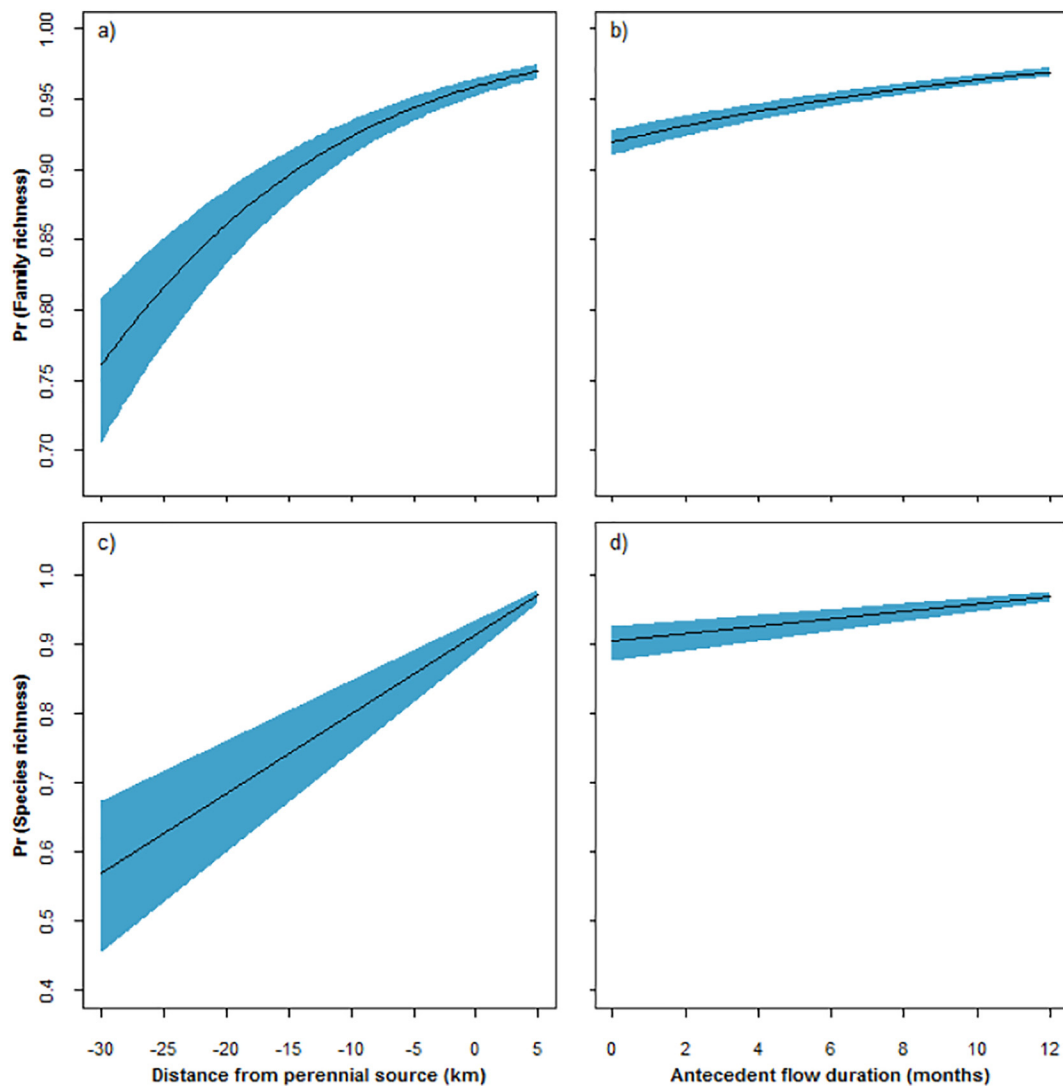 a)
b)
Pr (Family richness)
1.00
0.95
0.90
0.85
0.80
0.75
0.70
c)
d)
Pr (Species richness)
1.0
0.9
0.8
0.7
0.6
0.5
0.4
-30 -25 -20 -15 -10 -5 0 5
0 2 4 6 8 10 12
Distance from perennial source (km)
Antecedent flow duration (months)